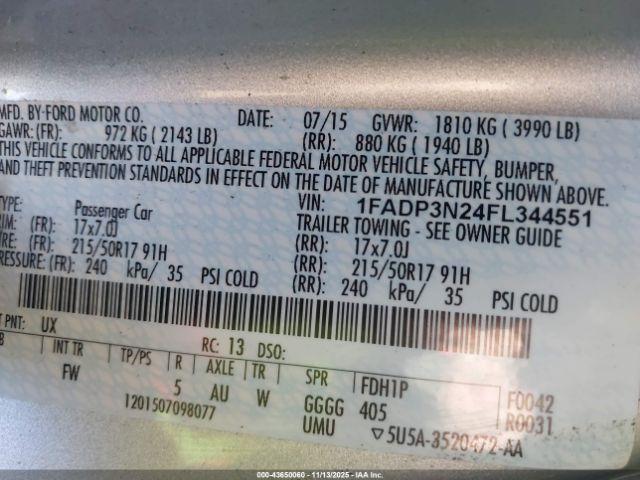 MFD. BY-FORD MOTOR CO. DATE: 07/15 GVWR: 1810 KG ( 3990 LB)
GAWR: (FR): 972 KG ( 2143 LB) (RR): 880 KG ( 1940 LB)
THIS VEHICLE CONFORMS TO ALL APPLICABLE FEDERAL MOTOR VEHICLE SAFETY, BUMPER,
AND THEFT PREVENTION STANDARDS IN EFFECT ON THE DATE OF MANUFACTURE SHOWN ABOVE.
VIN: 1FADP3N24FL344551
TYPE: Passenger Car TRAILER TOWING - SEE OWNER GUIDE
RIM: (FR): 17x7.0J (RR): 17x7.0J
TIRE: (FR): 215/50R17 91H (RR): 215/50R17 91H
PRESSURE: (FR): 240 kPa/ 35 PSI COLD (RR): 240 kPa/ 35 PSI COLD
T PNT: UX RC: 13 DSO:
B INT TR TP/PS R AXLE TR SPR FDH1P F0042
FW 5 AU W GGGG 405 R0031
1201507098077 UMU ▽5U5A-3520472-AA
000-43650060 - 11/13/2025 - IAAI.COM